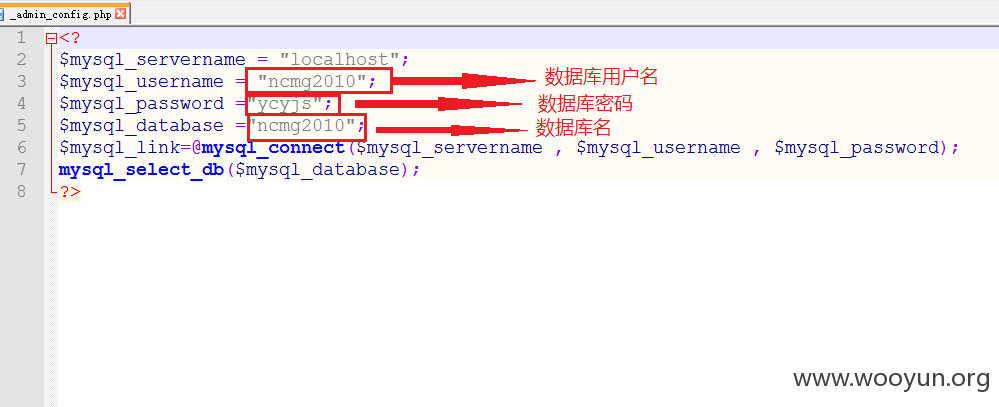 _admin_config.php
1 <?
2 $mysql_servername = "localhost";
3 $mysql_username = "ncmg2010"; 数据库用户名
4 $mysql_password ="ycyjs"; 数据库密码
5 $mysql_database ="ncmg2010"; 数据库名
6 $mysql_link=@mysql_connect($mysql_servername , $mysql_username , $mysql_password);
7 mysql_select_db($mysql_database);
8 ?>
www.wooyun.org